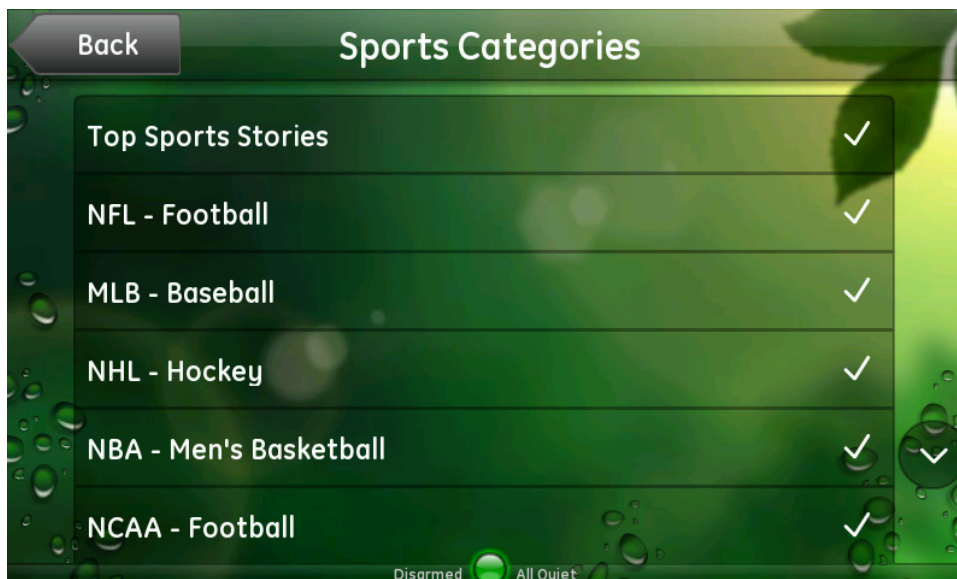 Back
Sports Categories
Top Sports Stories
NFL - Football
MLB - Baseball
NHL - Hockey
NBA - Men's Basketball
NCAA - Football
Disarmed All Quiet